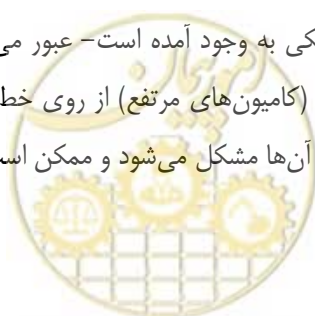 کی به وجود آمده است- عبور می
(کامیون‌های مرتفع) از روی خط
آن‌ها مشکل می‌شود و ممکن اس